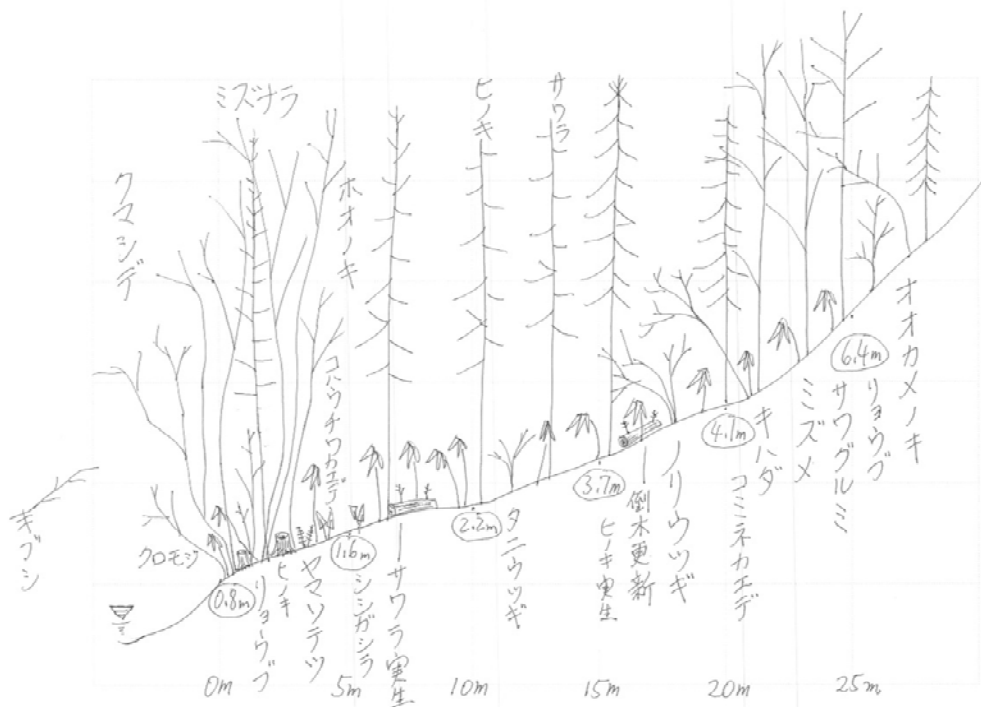 ミズナラ
クマシデ
ホオノキ
ヒノキ
サワラ
コハウチワカエデ
キブシ
クロモジ
0.8m
リョウブ
ヒノキ
ヤマソテツ
1.6m
シシガシラ
サワラ実生
2.2m
タニウツギ
3.7m
ヒノキ実生
倒木更新
ノリウツギ
4.7m
コミネカエデ
キハダ
ミズメ
サワグルミ
6.4m
リョウブ
オオカメノキ
0m
5m
10m
15m
20m
25m